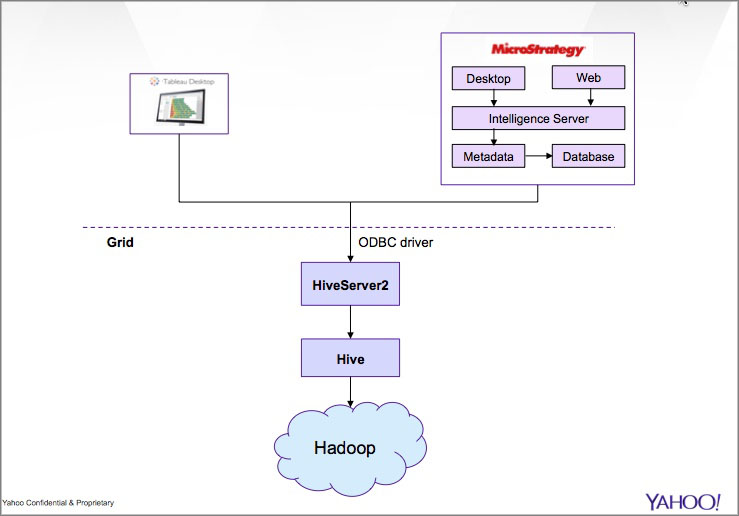 Tableau Desktop
MicroStrategy
Desktop
Web
Intelligence Server
Metadata
Database
Grid
ODBC driver
HiveServer2
Hive
Hadoop
Yahoo Confidential & Proprietary
YAHOO!